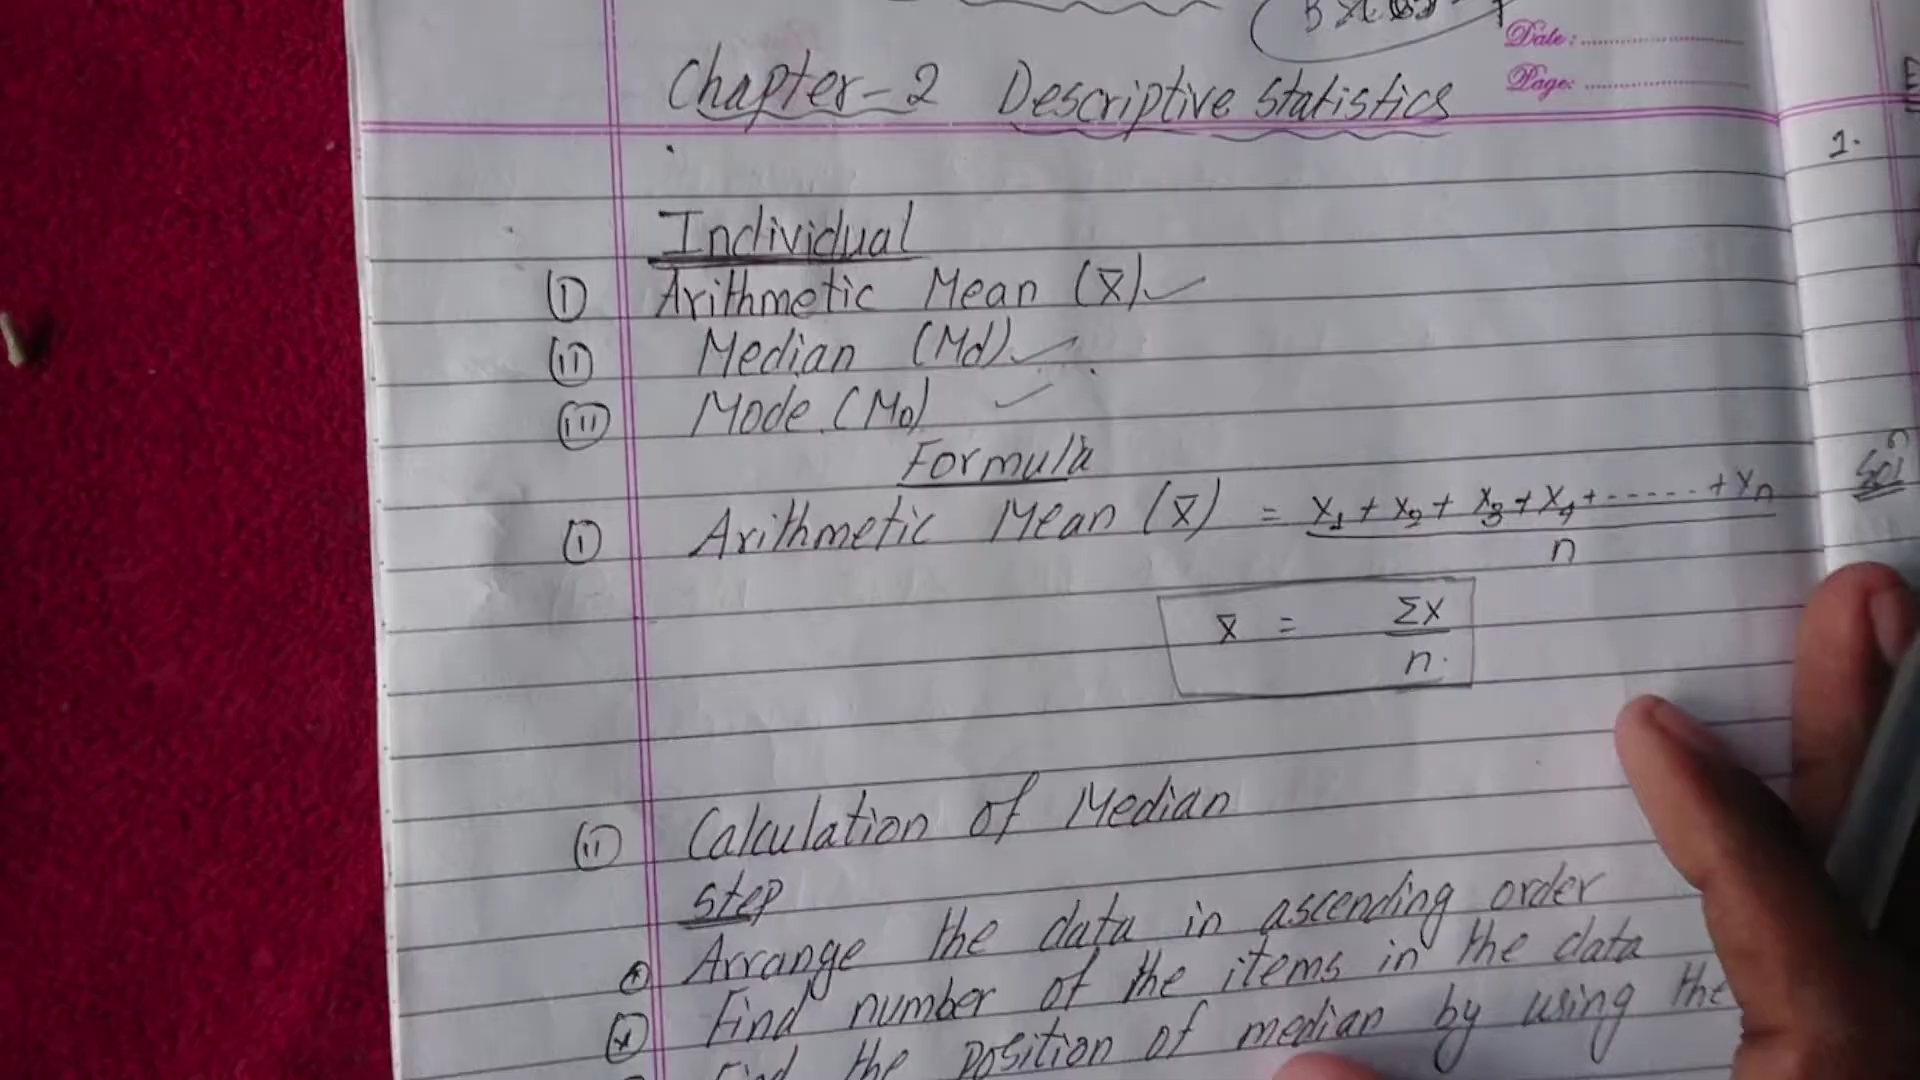 Date:
Page:
Chapter-2 Descriptive Statistics
1.
Individual
(i) Arithmetic Mean (x̄) ✓
(ii) Median (Md) ✓
(iii) Mode (Mo) ✓
Formula
(i) Arithmetic Mean (x̄) = x₁ + x₂ + x₃ + x₄ + ...... + xₙ / n
x̄ = Σx / n
Solⁿ
(ii) Calculation of Median
step
Arrange the data in ascending order
Find number of the items in the data
Find the position of median by using the